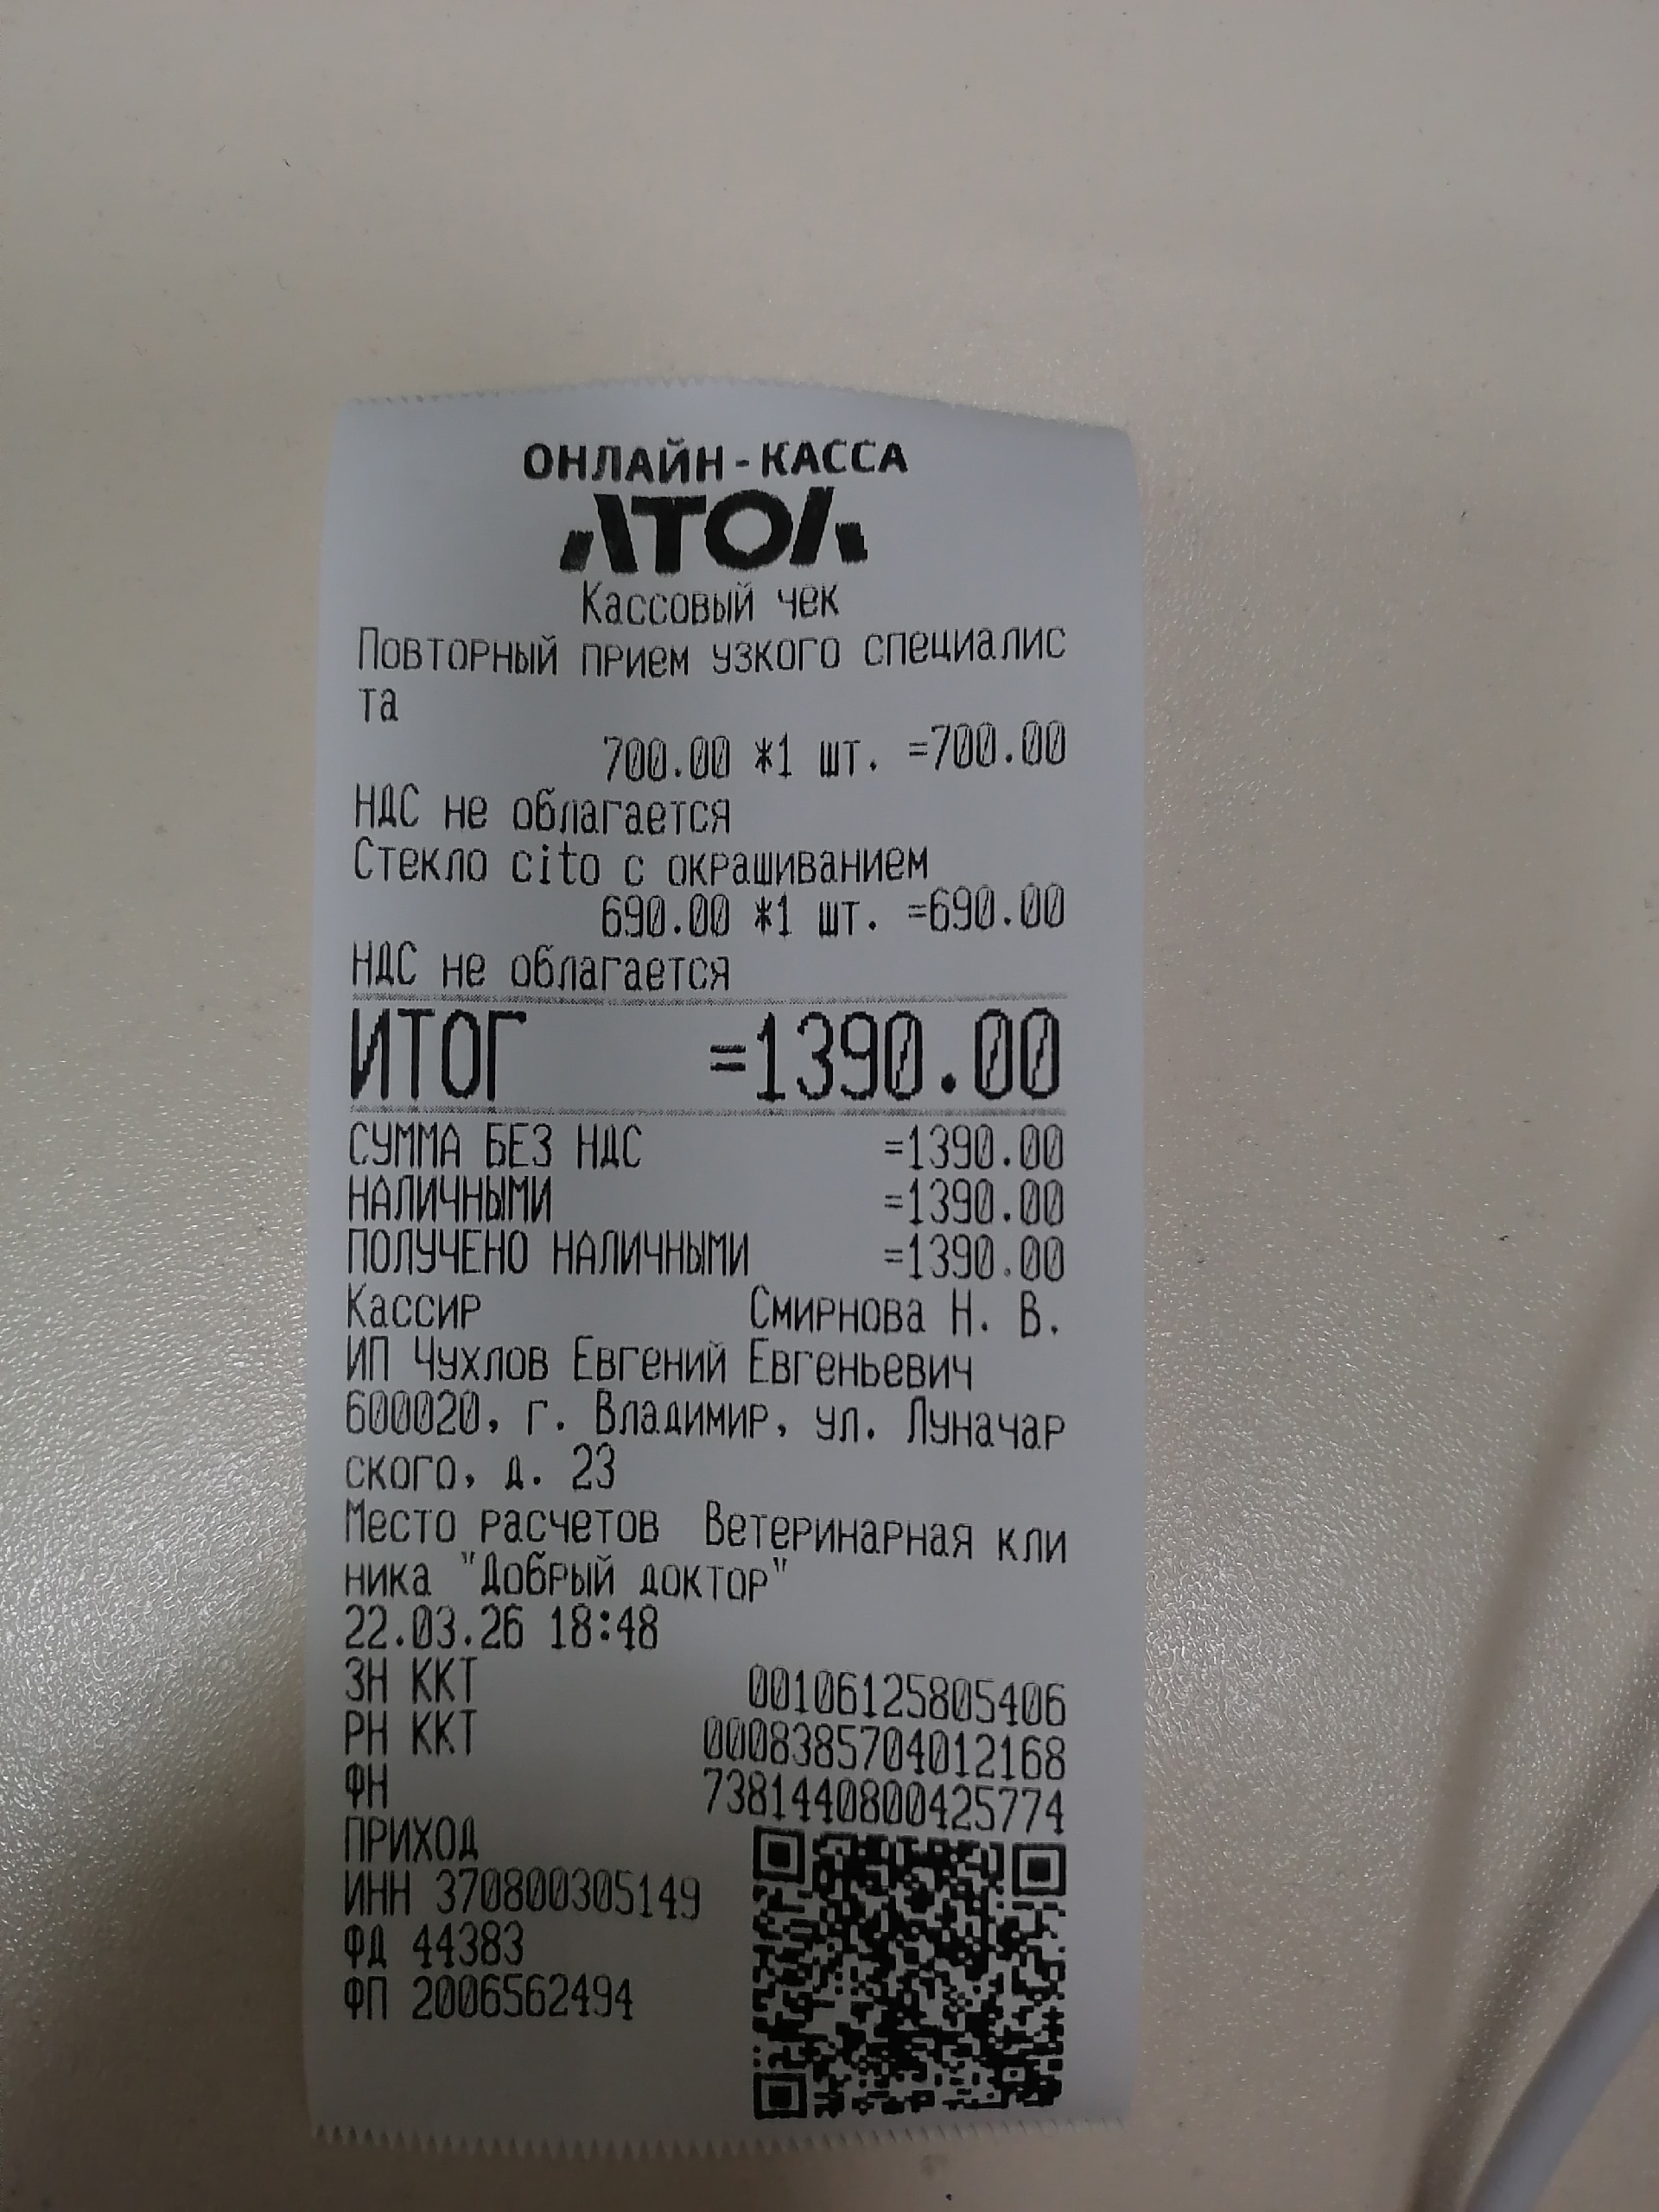 ОНЛАЙН-КАССА
АТОЛ
Кассовый чек
Повторный прием узкого специалис
та
700.00 *1 шт. =700.00
НДС не облагается
Стекло cito с окрашиванием
690.00 *1 шт. =690.00
НДС не облагается
ИТОГ =1390.00
СУММА БЕЗ НДС =1390.00
НАЛИЧНЫМИ =1390.00
ПОЛУЧЕНО НАЛИЧНЫМИ =1390.00
Кассир Смирнова Н. В.
ИП Чухлов Евгений Евгеньевич
600020, г. Владимир, ул. Луначар
ского, д. 23
Место расчетов Ветеринарная кли
ника "Добрый доктор"
22.03.26 18:48
ЗН ККТ 00106125805406
РН ККТ 0008385704012168
ФН 7381440800425774
ПРИХОД
ИНН 370800305149
ФД 44383
ФП 2006562494